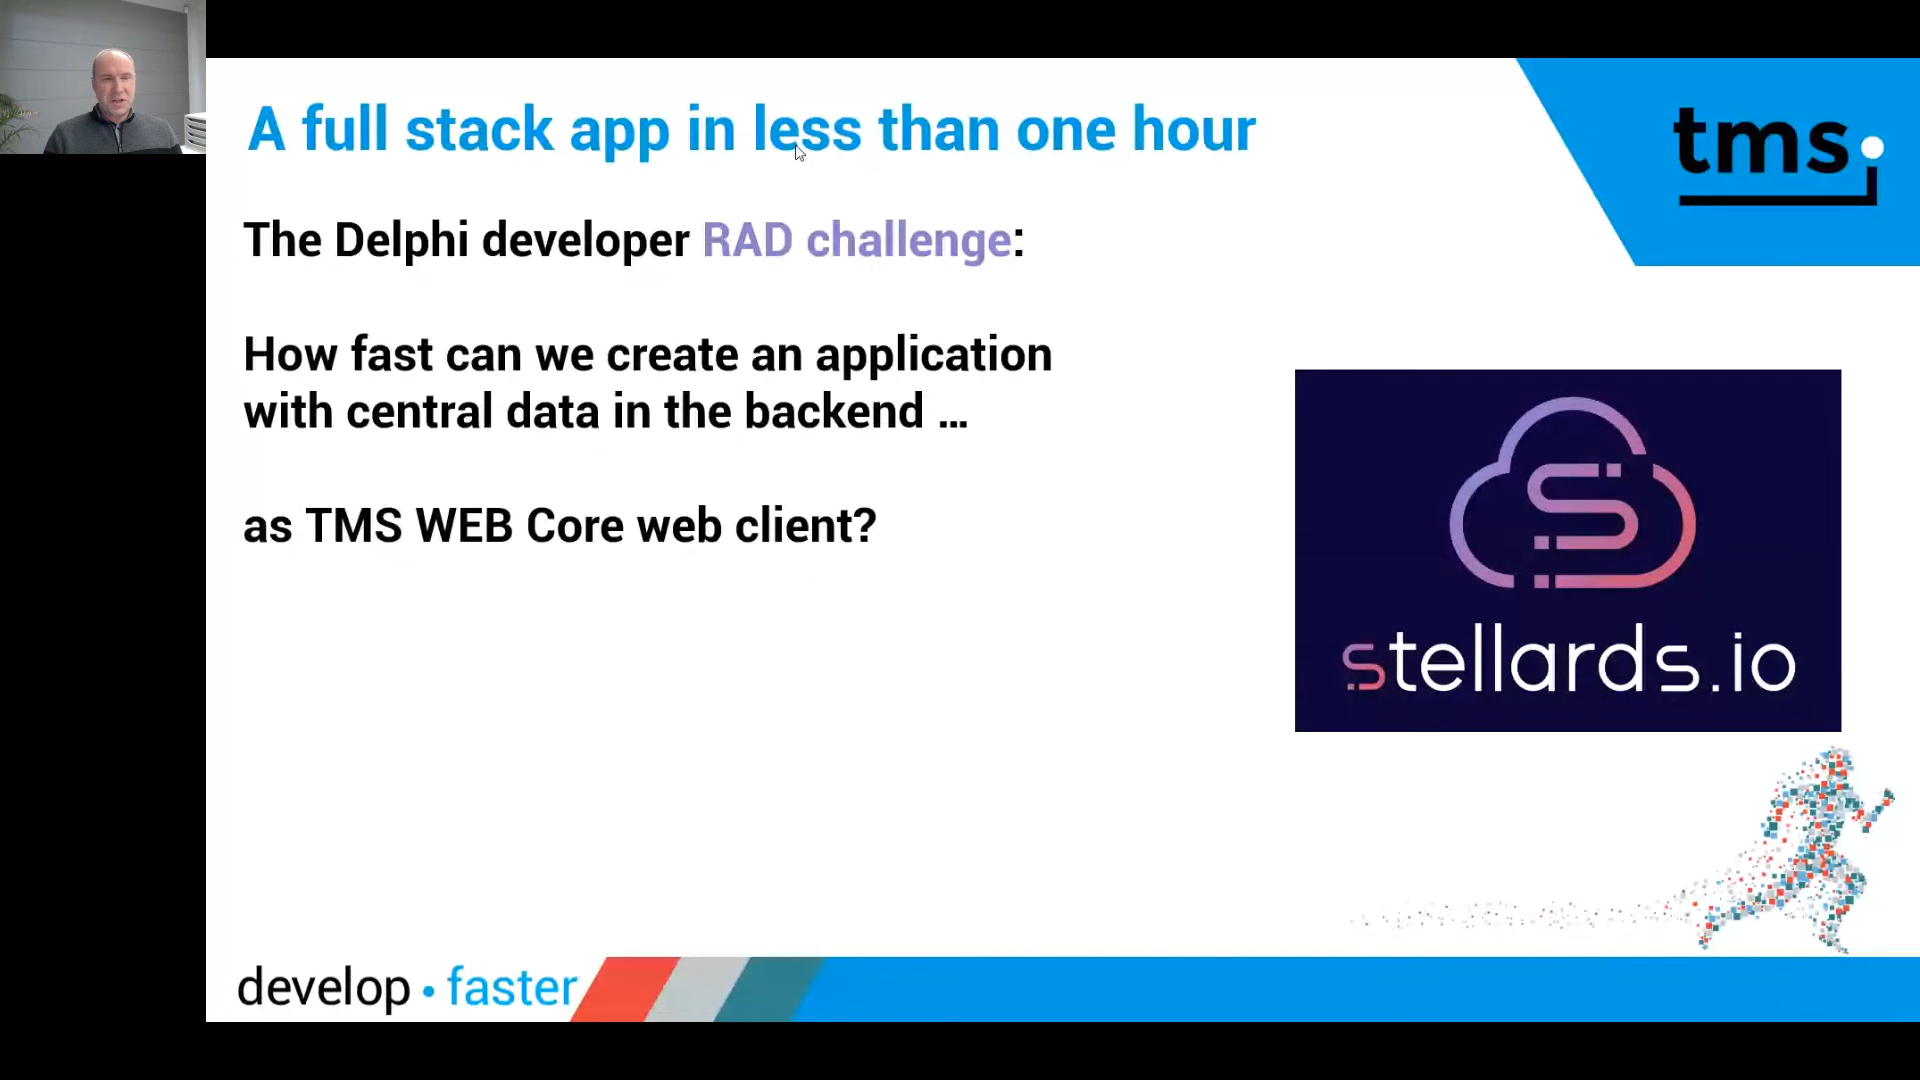 A full stack app in less than one hour
tms
The Delphi developer RAD challenge:
How fast can we create an application
with central data in the backend ...
as TMS WEB Core web client?
stellards.io
develop • faster